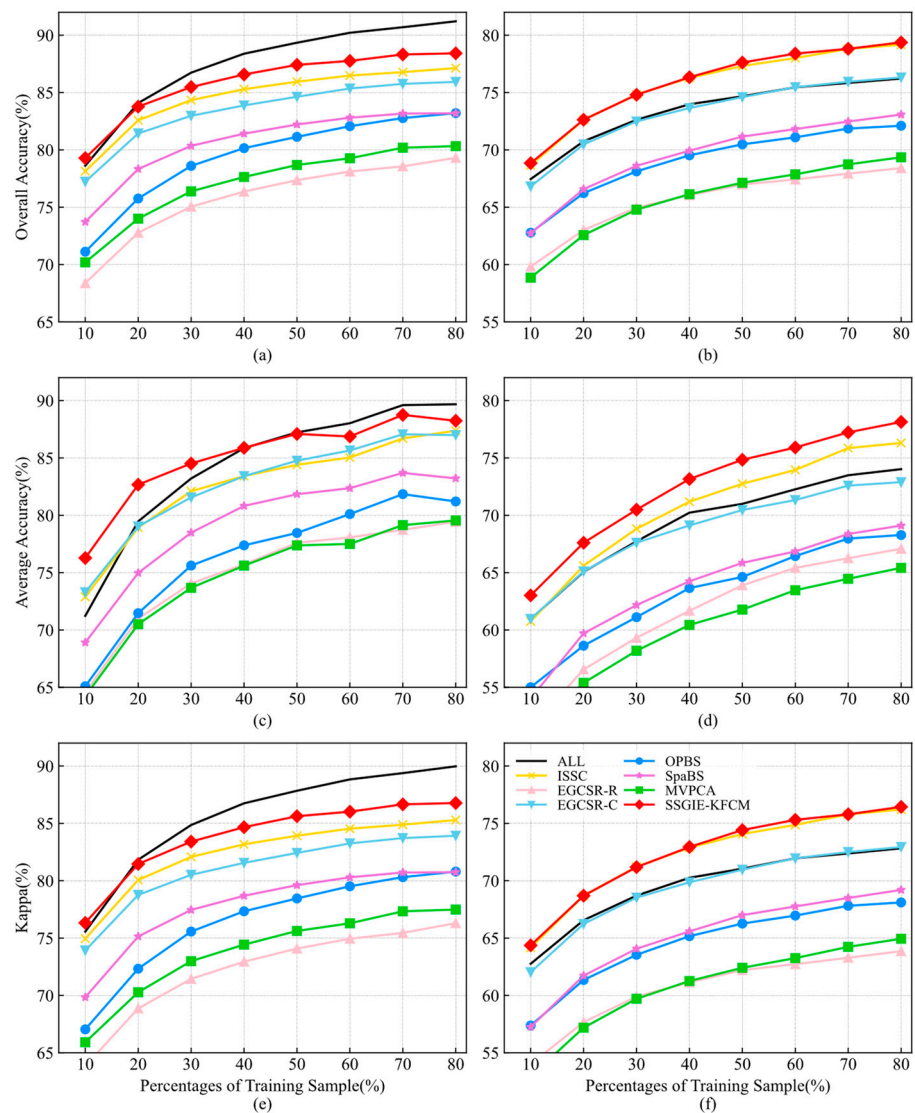 90
85
80
75
70
65
Overall Accuracy(%)
10 20 30 40 50 60 70 80
(a)
80
75
70
65
60
55
10 20 30 40 50 60 70 80
(b)
90
85
80
75
70
65
Average Accuracy(%)
10 20 30 40 50 60 70 80
(c)
80
75
70
65
60
55
10 20 30 40 50 60 70 80
(d)
90
85
80
75
70
65
Kappa(%)
10 20 30 40 50 60 70 80
Percentages of Training Sample(%)
(e)
80
75
70
65
60
55
ALL
ISSC
EGCSR-R
EGCSR-C
OPBS
SpaBS
MVPCA
SSGIE-KFCM
10 20 30 40 50 60 70 80
Percentages of Training Sample(%)
(f)